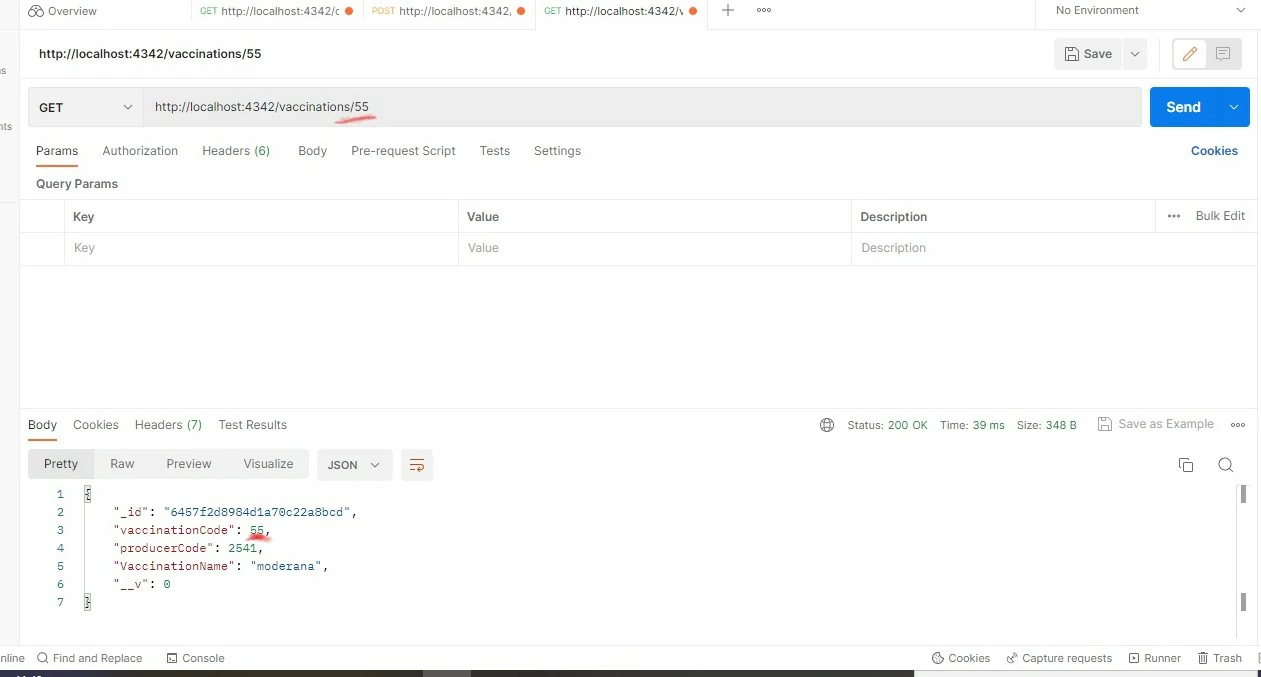 Overview GET http://localhost:4342/c POST http://localhost:4342, GET http://localhost:4342/v No Environment
http://localhost:4342/vaccinations/55 Save
GET http://localhost:4342/vaccinations/55 Send
Params Authorization Headers (6) Body Pre-request Script Tests Settings Cookies
Query Params
Key Value Description Bulk Edit
Key Value Description
Body Cookies Headers (7) Test Results Status: 200 OK Time: 39 ms Size: 348 B Save as Example
Pretty Raw Preview Visualize JSON
1 {
2 "_id": "6457f2d8984d1a70c22a8bcd",
3 "vaccinationCode": 55,
4 "producerCode": 2541,
5 "VaccinationName": "moderana",
6 "__v": 0
7 }
nline Find and Replace Console Cookies Capture requests Runner Trash